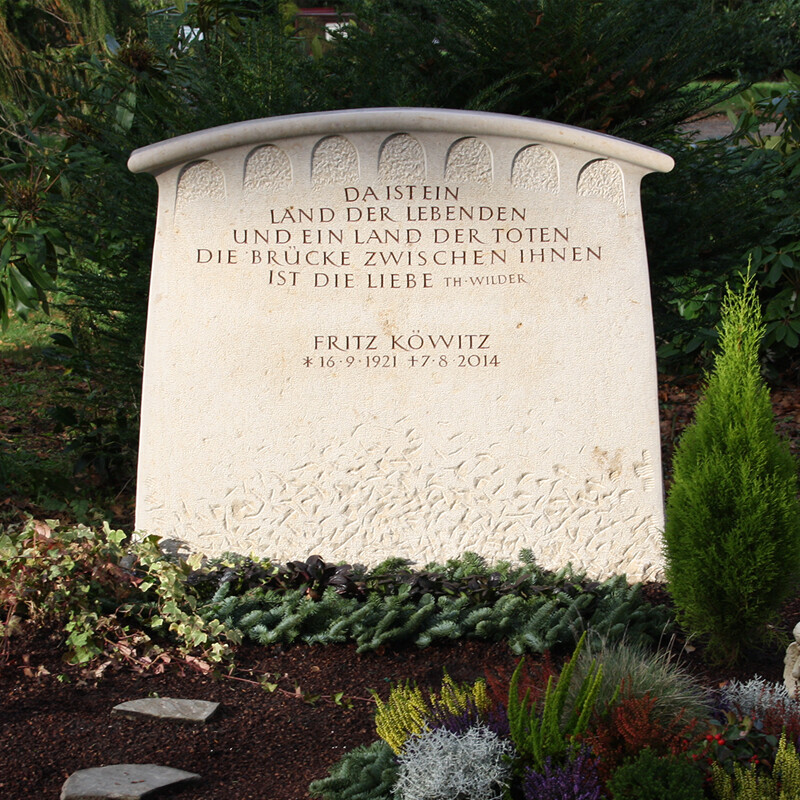 DA IST EIN
LAND DER LEBENDEN
UND EIN LAND DER TOTEN
DIE BRÜCKE ZWISCHEN IHNEN
IST DIE LIEBE TH·WILDER
FRITZ KÖWITZ
*16·9·1921 †7·8·2014